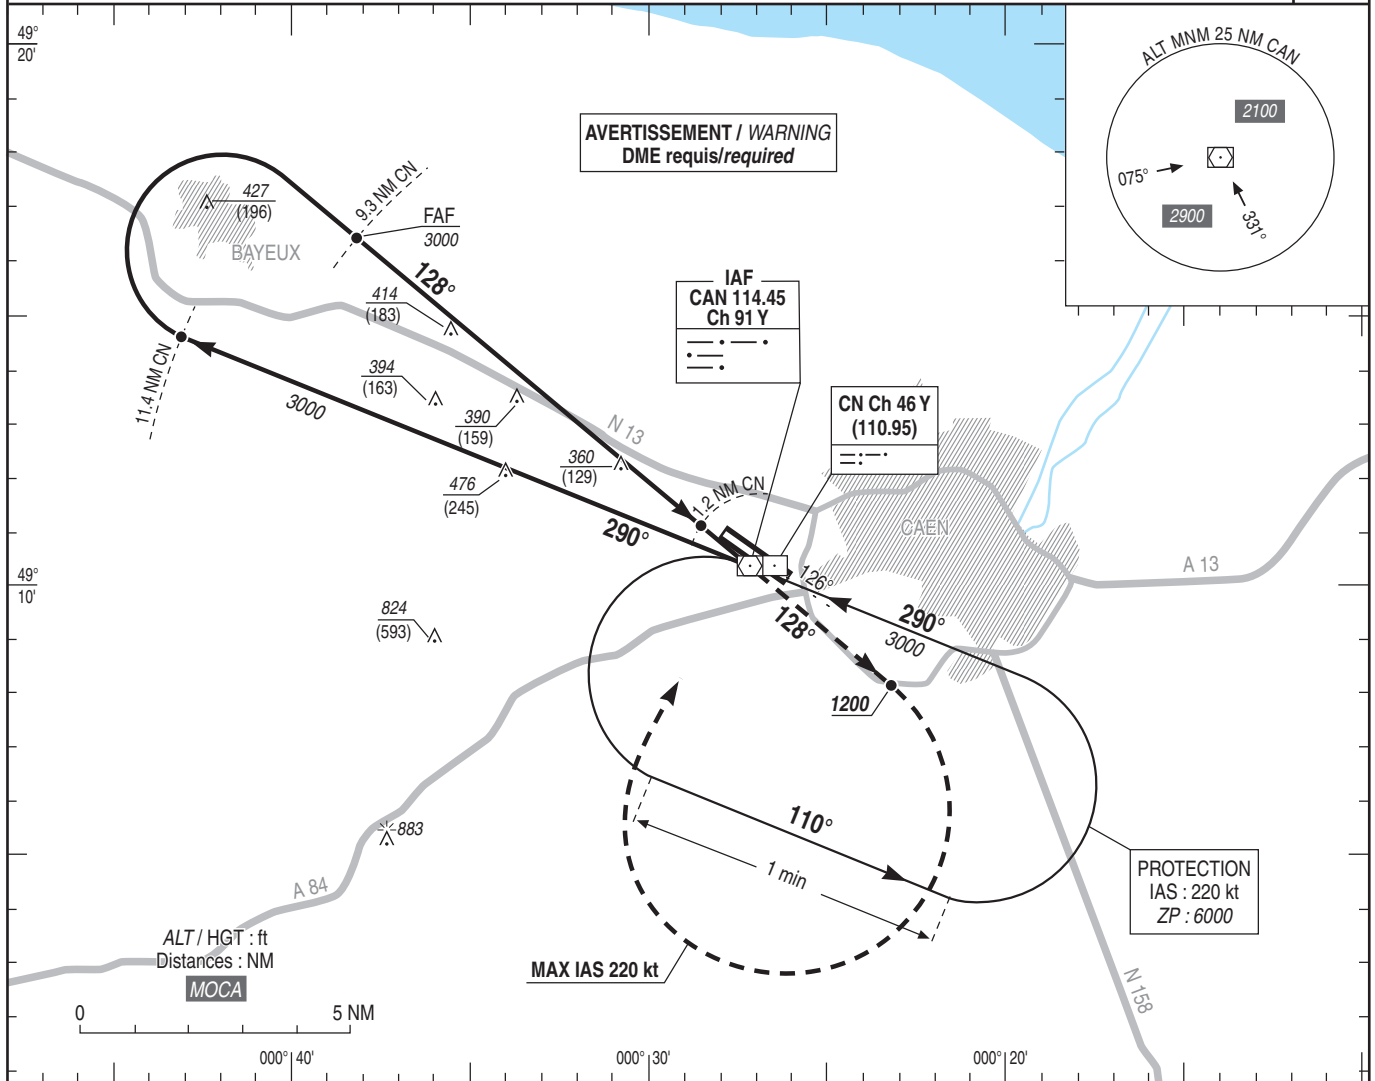 49°
20'
ALT MNM 25 NM CAN
2100
075°
2900
331°
AVERTISSEMENT / WARNING
DME requis/required
427
(196)
BAYEUX
9.3 NM CN
FAF
3000
128°
414
(183)
IAF
CAN 114.45
Ch 91 Y
11.4 NM CN
3000
394
(163)
390
(159)
N 13
CN Ch 46 Y
(110.95)
360
(129)
476
(245)
1.2 NM CN
290°
CAEN
49°
10'
126°
A 13
128°
290°
3000
824
(593)
1200
883
110°
1 min
A 84
PROTECTION
IAS : 220 kt
ZP : 6000
ALT / HGT : ft
Distances : NM
MOCA
MAX IAS 220 kt
N 158
0
5 NM
000° 40'
000° 30'
000° 20'